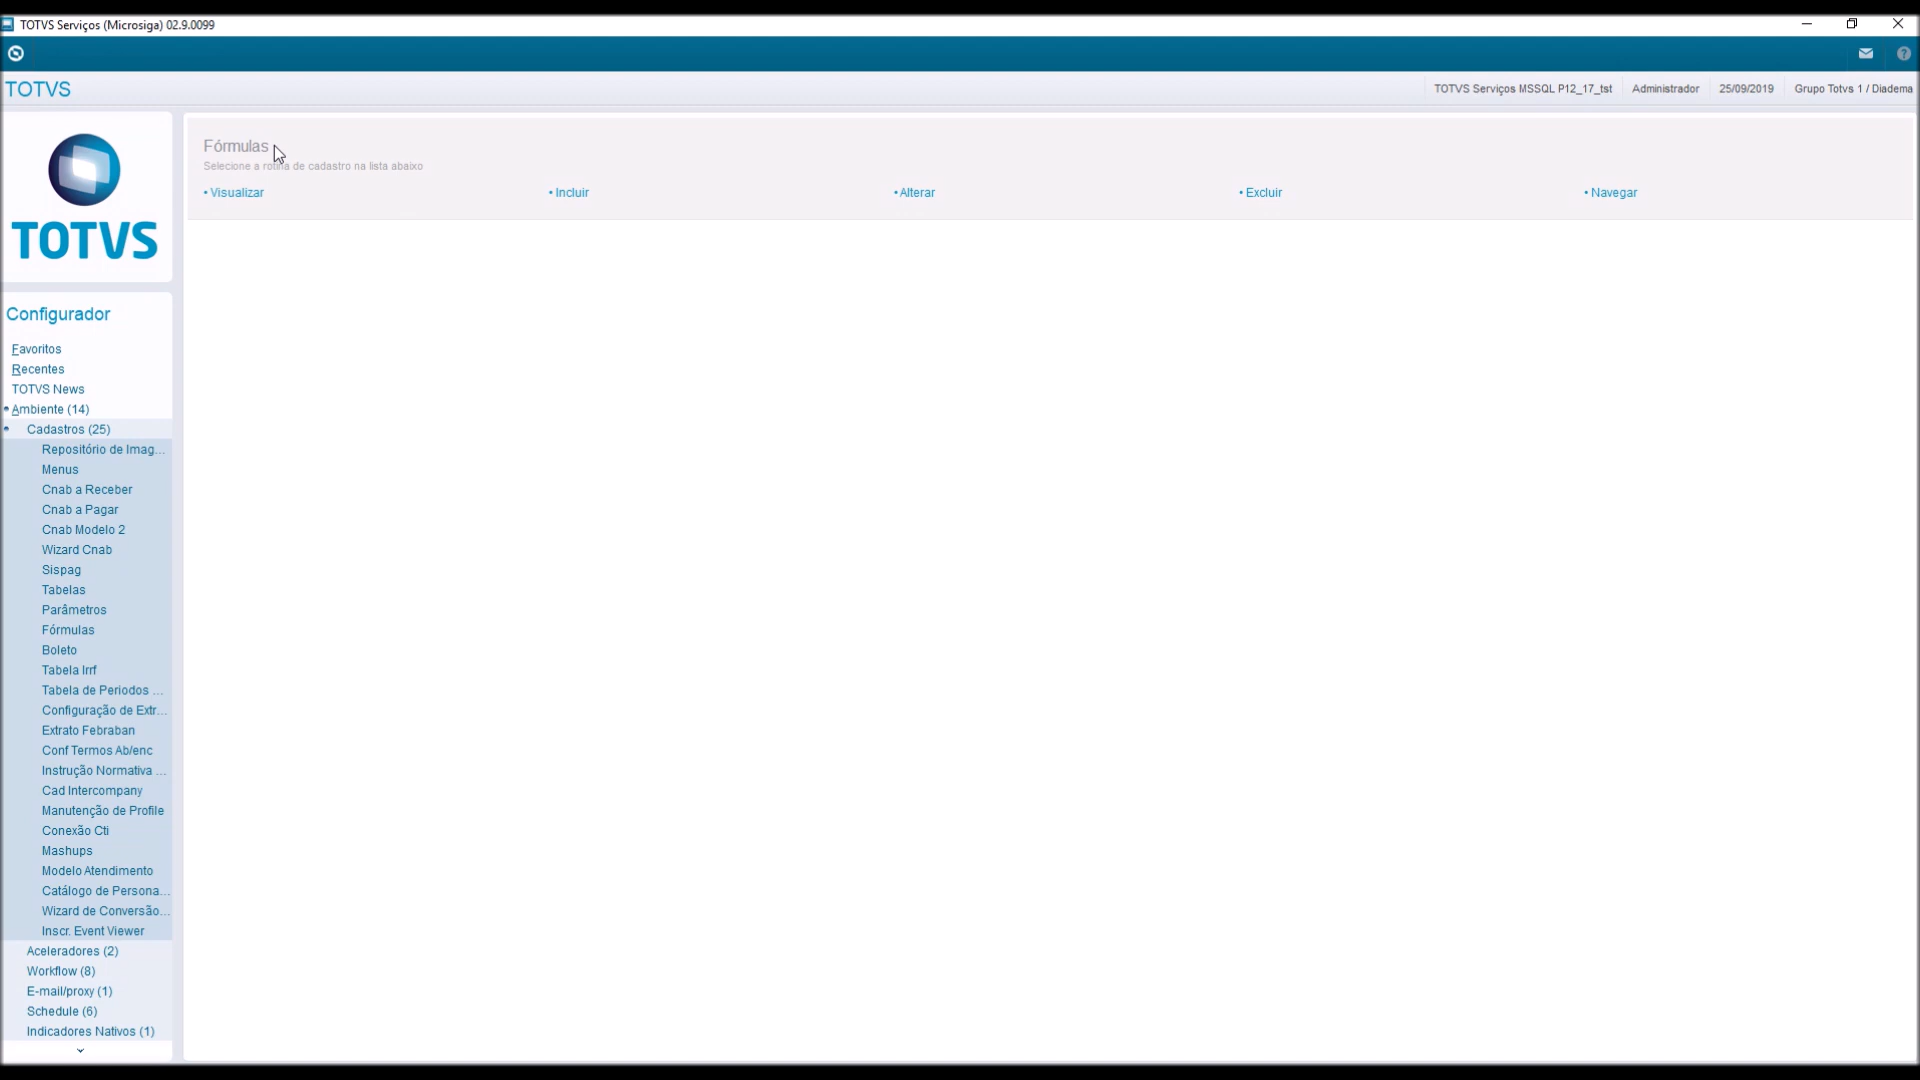 TOTVS Serviços (Microsiga) 02.9.0099
TOTVS
TOTVS Serviços MSSQL P12_17_tst Administrador 25/09/2019 Grupo Totvs 1 / Diadema
TOTVS
Fórmulas
Selecione a rotina de cadastro na lista abaixo
• Visualizar • Incluir • Alterar • Excluir • Navegar
Configurador
Favoritos
Recentes
TOTVS News
Ambiente (14)
Cadastros (25)
Repositório de Imag...
Menus
Cnab a Receber
Cnab a Pagar
Cnab Modelo 2
Wizard Cnab
Sispag
Tabelas
Parâmetros
Fórmulas
Boleto
Tabela Irrf
Tabela de Periodos ...
Configuração de Extr...
Extrato Febraban
Conf Termos Ab/enc
Instrução Normativa ...
Cad Intercompany
Manutenção de Profile
Conexão Cti
Mashups
Modelo Atendimento
Catálogo de Persona...
Wizard de Conversão...
Inscr. Event Viewer
Aceleradores (2)
Workflow (8)
E-mail/proxy (1)
Schedule (6)
Indicadores Nativos (1)